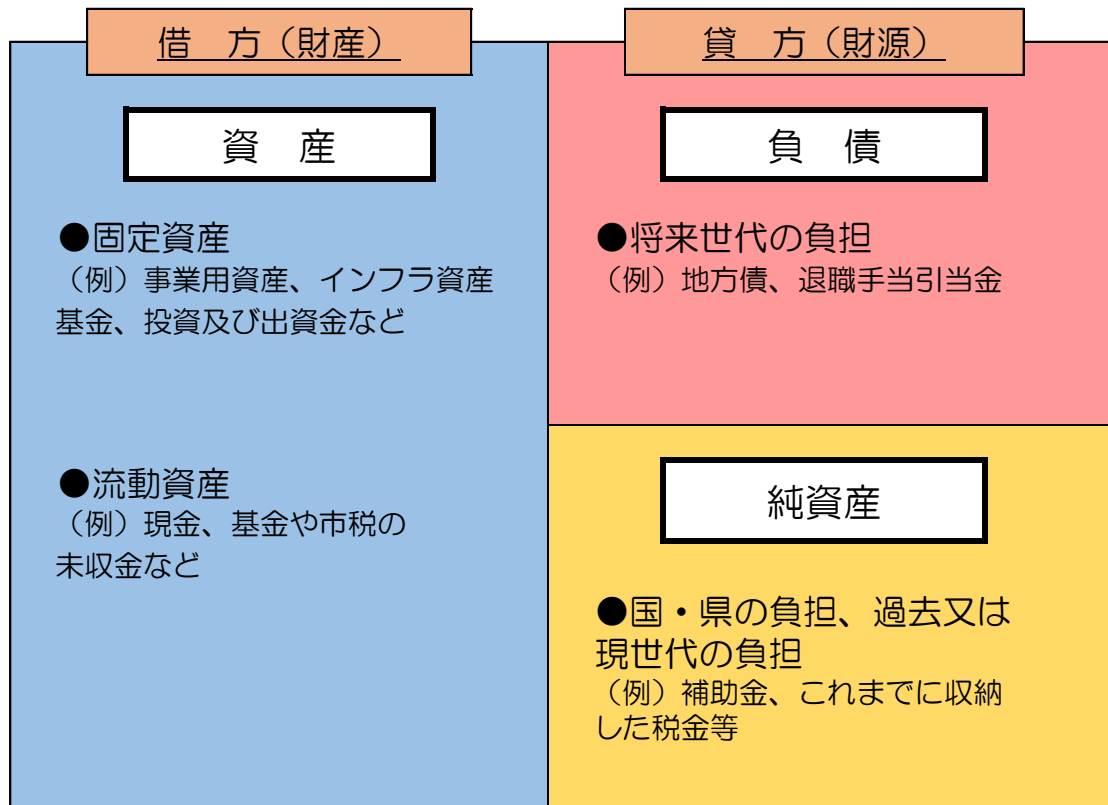 借　方（財産）
資　産
●固定資産
（例）事業用資産、インフラ資産
基金、投資及び出資金など
●流動資産
（例）現金、基金や市税の
未収金など
貸　方（財源）
負　債
●将来世代の負担
（例）地方債、退職手当引当金
純資産
●国・県の負担、過去又は
現世代の負担
（例）補助金、これまでに収納
した税金等